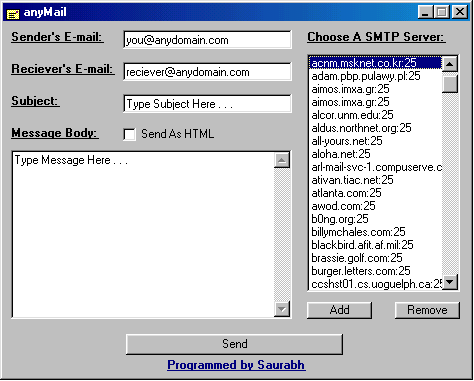 anyMail
Sender's E-mail:
you@anydomain.com
Reciever's E-mail:
reciever@anydomain.com
Subject:
Type Subject Here . . .
Message Body:
Send As HTML
Type Message Here . . .
Choose A SMTP Server:
acnm.msknet.co.kr:25
adam.pbp.pulawy.pl:25
aimos.imxa.gr:25
aimos.imxa.gr:25
alcor.unm.edu:25
aldus.northnet.org:25
all-yours.net:25
aloha.net:25
arl-mail-svc-1.compuserve.c
ativan.tiac.net:25
atlanta.com:25
awod.com:25
b0ng.org:25
billymchales.com:25
blackbird.afit.af.mil:25
brassie.golf.com:25
burger.letters.com:25
ccshst01.cs.uoguelph.ca:25
Add
Remove
Send
Programmed by Saurabh